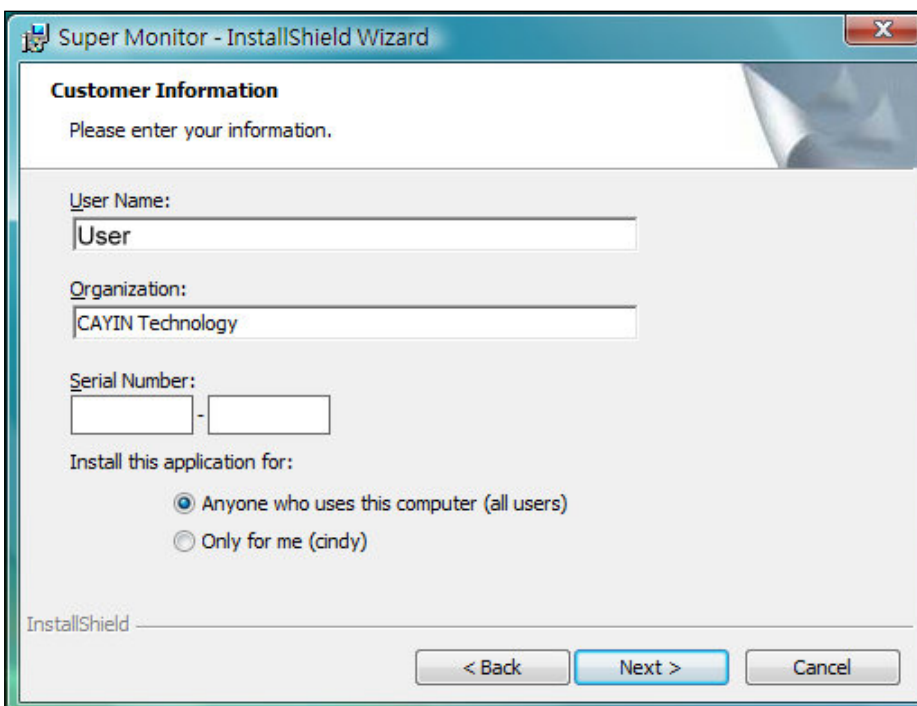 Super Monitor - InstallShield Wizard
X
Customer Information
Please enter your information.
User Name:
User
Organization:
CAYIN Technology
Serial Number:
-
Install this application for:
Anyone who uses this computer (all users)
Only for me (cindy)
InstallShield
< Back Next > Cancel